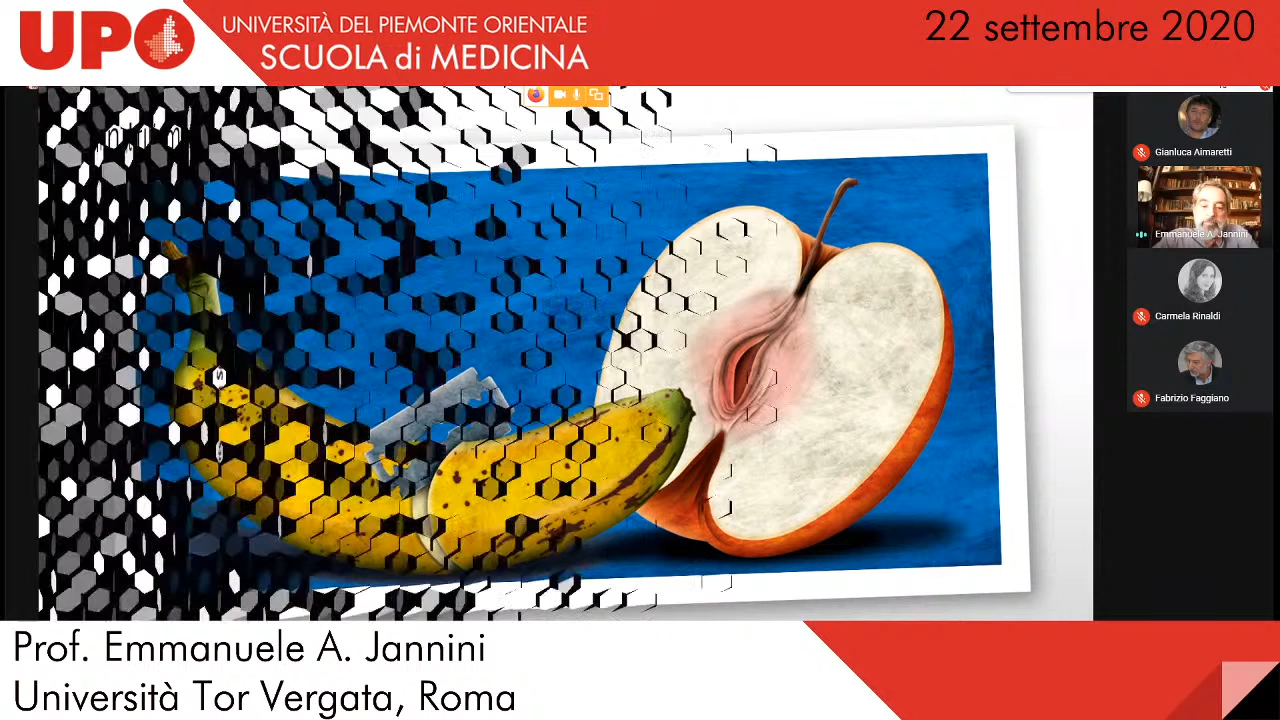 UPO
UNIVERSITÀ DEL PIEMONTE ORIENTALE
SCUOLA di MEDICINA
22 settembre 2020
Gianluca Aimaretti
Emmanuele A. Jannini
Carmela Rinaldi
Fabrizio Faggiano
Prof. Emmanuele A. Jannini
Università Tor Vergata, Roma